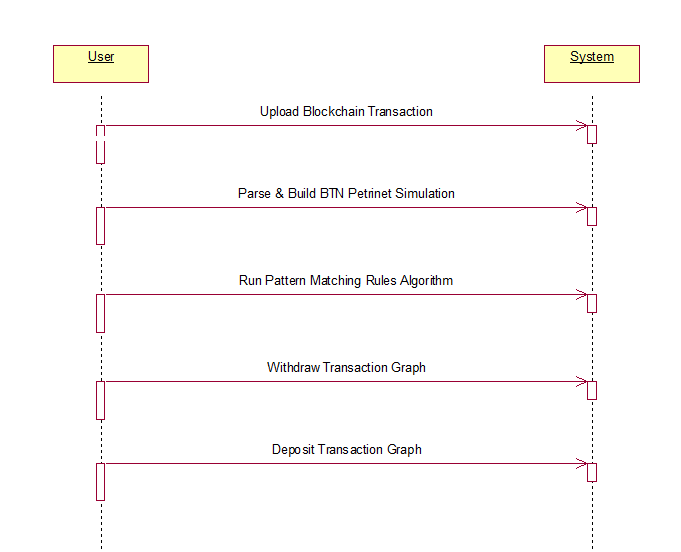 User
System
Upload Blockchain Transaction
Parse & Build BTN Petrinet Simulation
Run Pattern Matching Rules Algorithm
Withdraw Transaction Graph
Deposit Transaction Graph